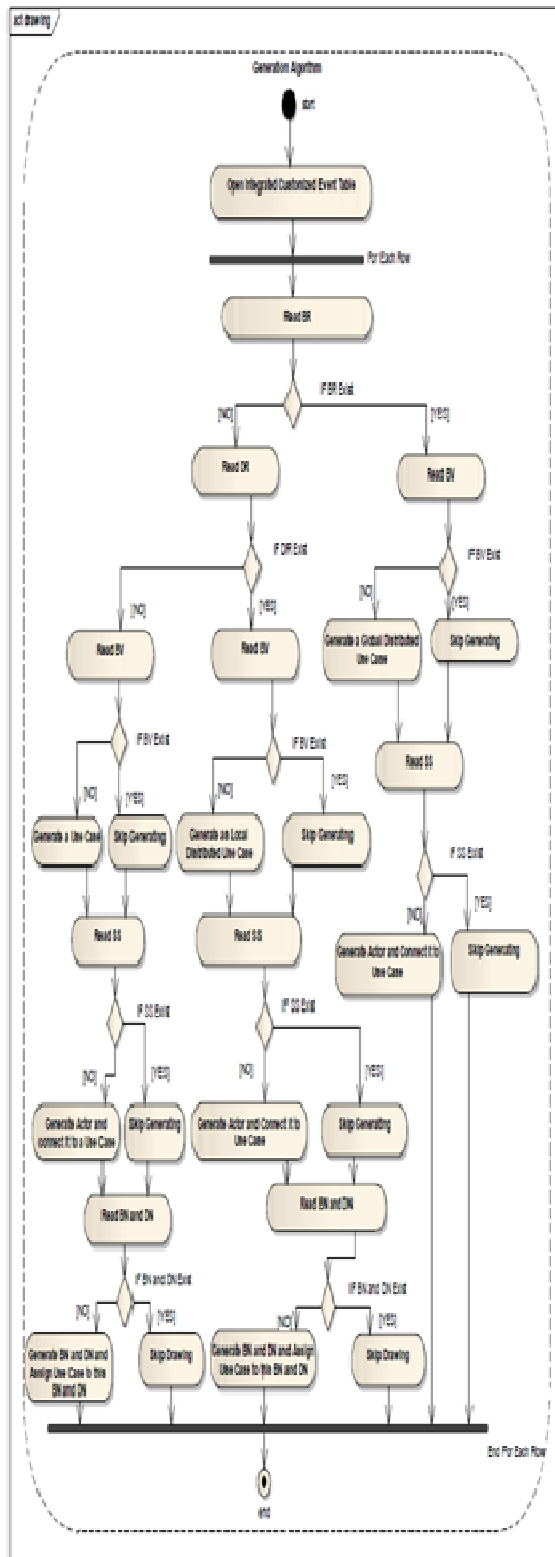 act drawing
Generation Algorithm
start
Open Integrated Customized Event Table
For Each Row
Read BR
IF BR Exist
[NO]
[YES]
Read DR
Read BV
IF DR Exist
IF BV Exist
[NO]
[YES]
[NO]
[YES]
Read BV
Read BV
Generate a Global Distributed
Use Case
Skip Generating
IF BV Exist
IF BV Exist
Read SS
[NO]
[YES]
[NO]
[YES]
Generate a Use Case
Skip Generating
Generate an Local
Distributed Use Case
Skip Generating
IF SS Exist
[NO]
[YES]
Read SS
Read SS
Generate Actor and Connect it to
Use Case
Skip Generating
IF SS Exist
IF SS Exist
[NO]
[YES]
[NO]
[YES]
Generate Actor and
connect it to a Use Case
Skip Generating
Generate Actor and Connect it to
Use Case
Skip Generating
Read BN and DN
Read BN and DN
IF BN and DN Exist
IF BN and DN Exist
[NO]
[YES]
[NO]
[YES]
Generate BN and DN and
Assign Use Case to this
BN and DN
Skip Drawing
Generate BN and DN and Assign
Use Case to this BN and DN
Skip Drawing
End For Each Row
end